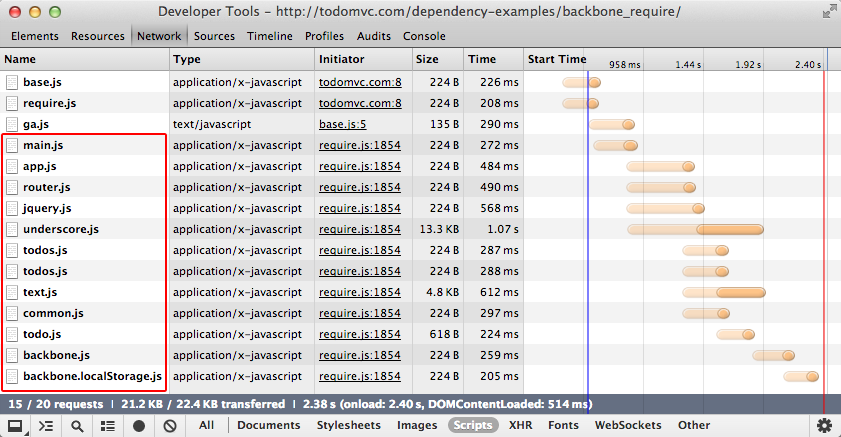 Developer Tools - http://todomvc.com/dependency-examples/backbone_require/
Elements Resources Network Sources Timeline Profiles Audits Console
Name Type Initiator Size Time Start Time 958 ms 1.44 s 1.92 s 2.40 s
base.js application/x-javascript todomvc.com:8 224 B 226 ms
require.js application/x-javascript todomvc.com:8 224 B 208 ms
ga.js text/javascript base.js:5 135 B 290 ms
main.js application/x-javascript require.js:1854 224 B 272 ms
app.js application/x-javascript require.js:1854 224 B 484 ms
router.js application/x-javascript require.js:1854 224 B 490 ms
jquery.js application/x-javascript require.js:1854 224 B 568 ms
underscore.js application/x-javascript require.js:1854 13.3 KB 1.07 s
todos.js application/x-javascript require.js:1854 224 B 287 ms
todos.js application/x-javascript require.js:1854 224 B 288 ms
text.js application/x-javascript require.js:1854 4.8 KB 612 ms
common.js application/x-javascript require.js:1854 224 B 297 ms
todo.js application/x-javascript require.js:1854 618 B 224 ms
backbone.js application/x-javascript require.js:1854 224 B 259 ms
backbone.localStorage.js application/x-javascript require.js:1854 224 B 205 ms
15 / 20 requests | 21.2 KB / 22.4 KB transferred | 2.38 s (onload: 2.40 s, DOMContentLoaded: 514 ms)
All Documents Stylesheets Images Scripts XHR Fonts WebSockets Other